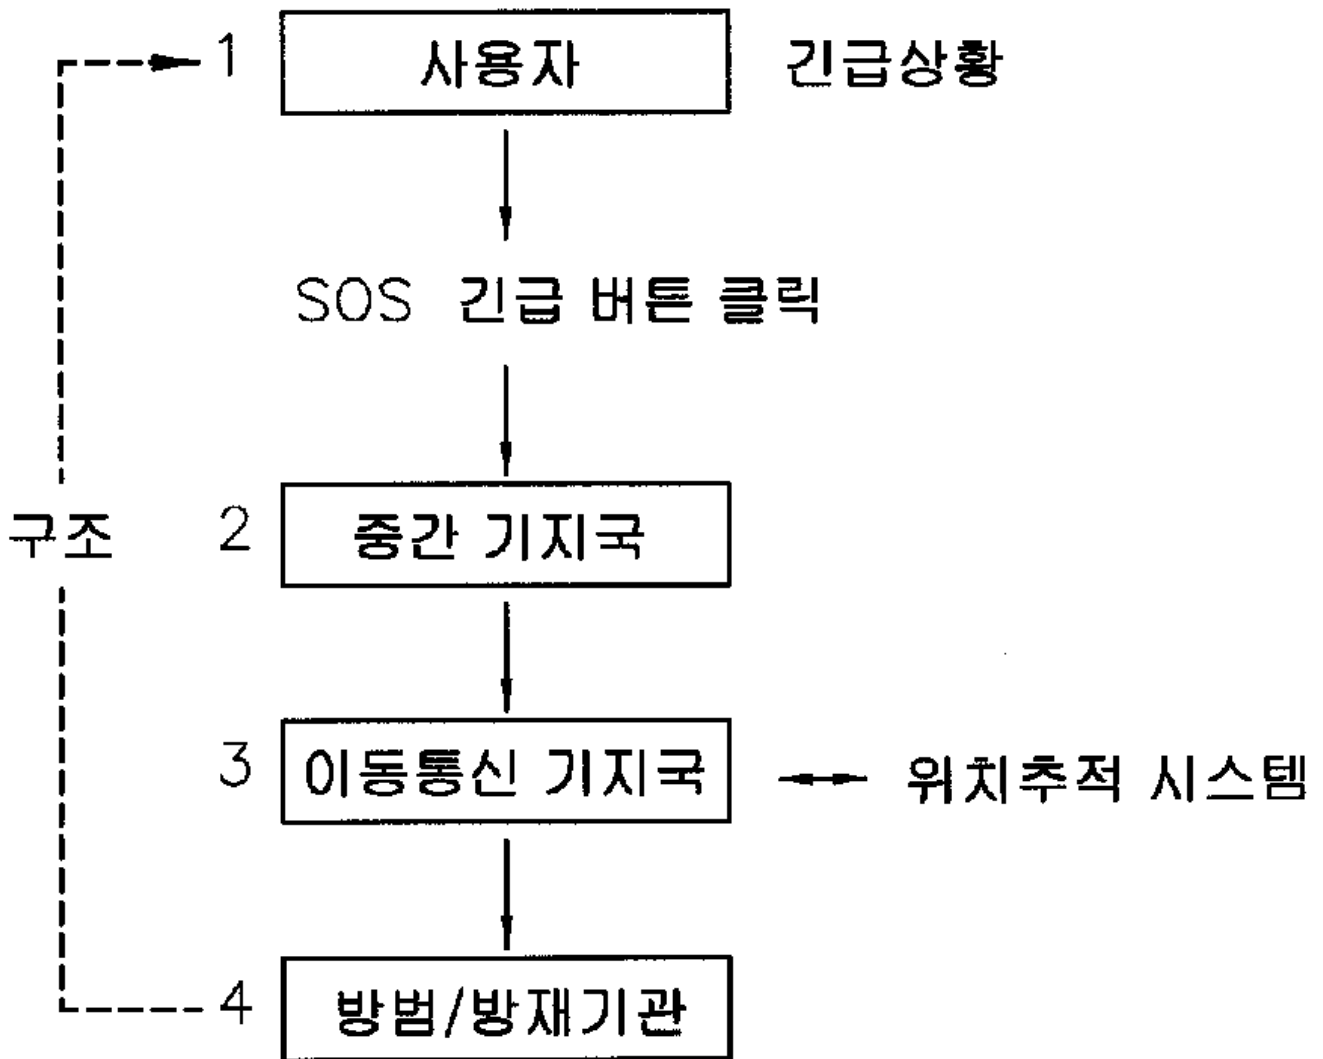 1 사용자 긴급상황
SOS 긴급 버튼 클릭
구조 2 중간 기지국
3 이동통신 기지국 위치추적 시스템
4 방범/방재기관